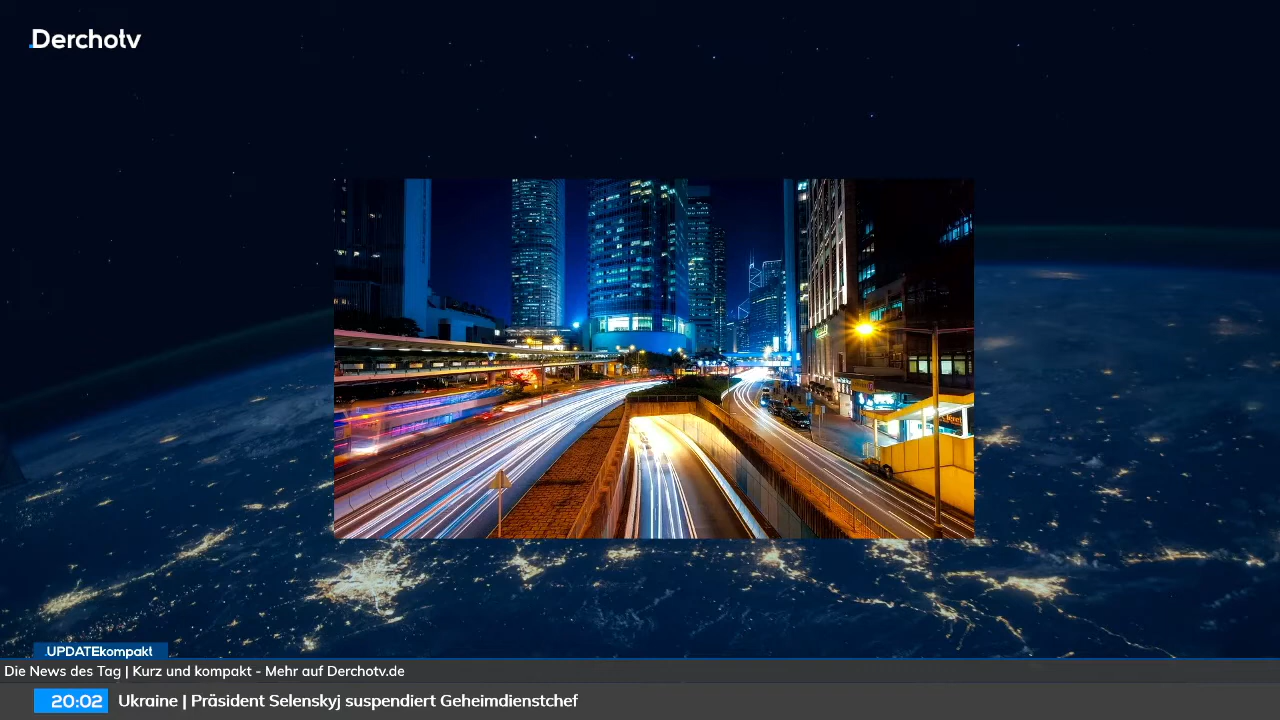 .Derchotv
.UPDATEkompakt
Die News des Tag | Kurz und kompakt - Mehr auf Derchotv.de
20:02 Ukraine | Präsident Selenskyj suspendiert Geheimdienstchef